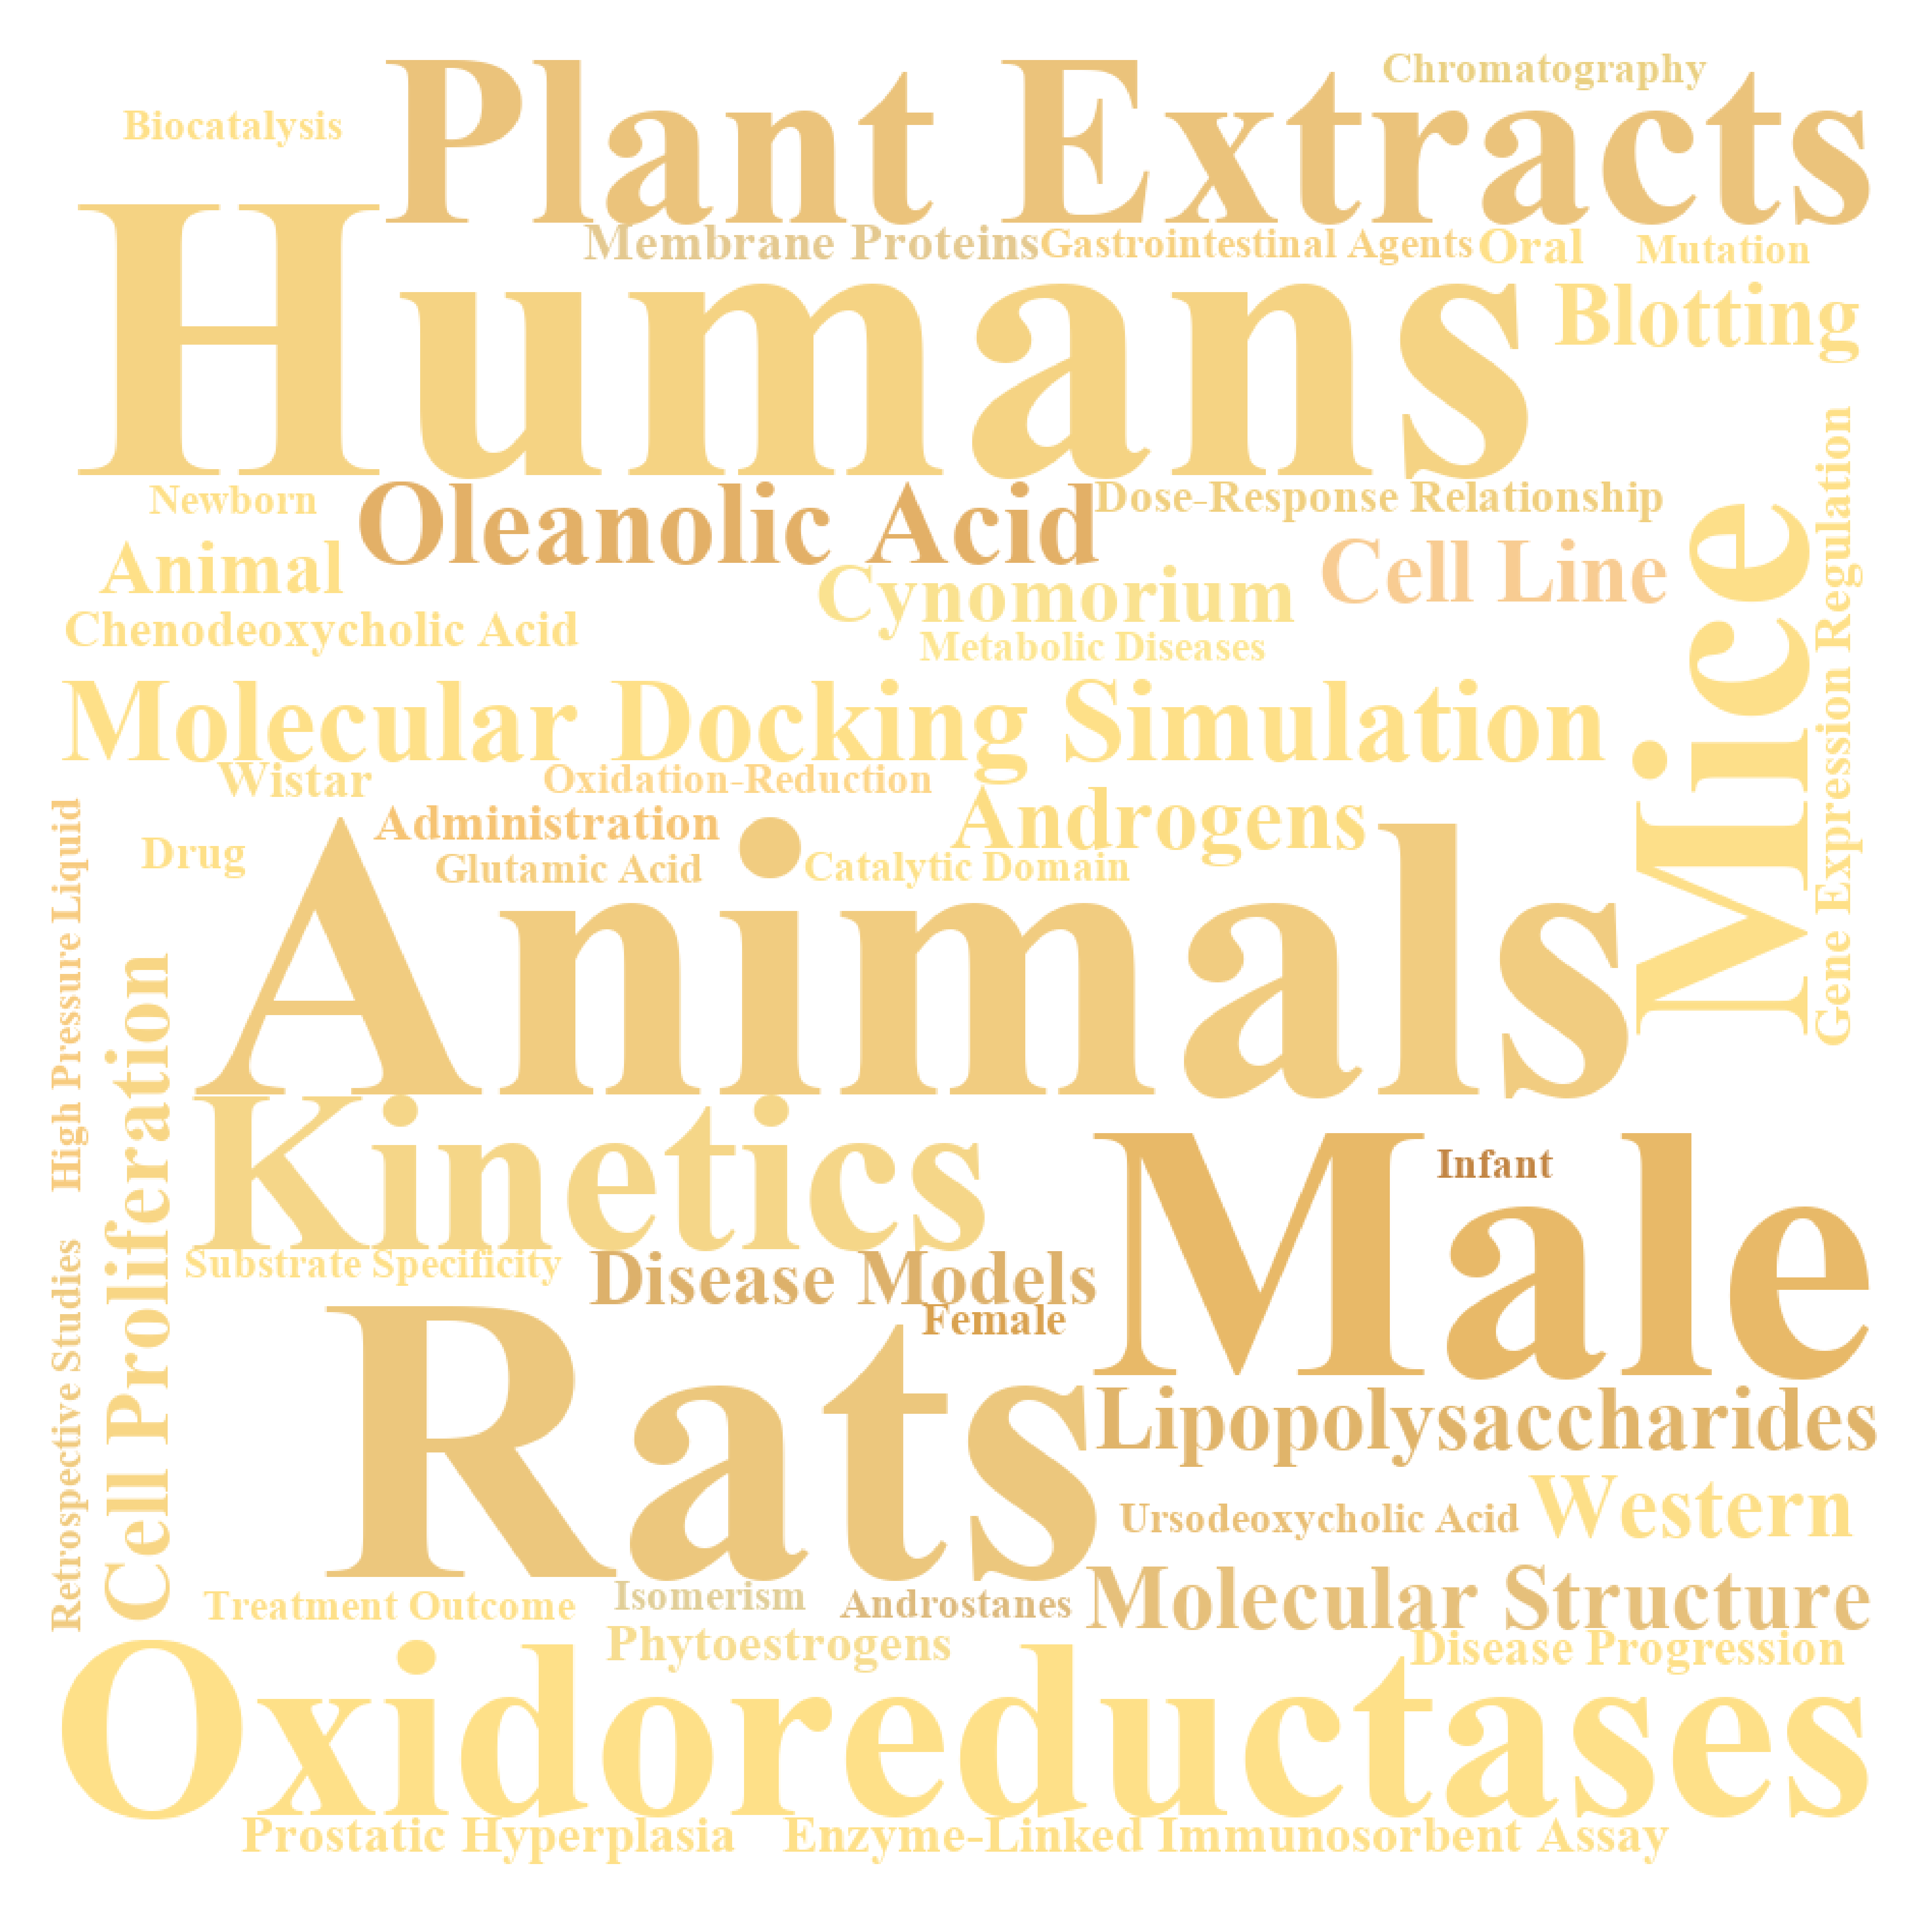 Chromatography
Plant Extracts
Biocatalysis
Membrane Proteins
Gastrointestinal Agents
Oral
Mutation
Humans
Blotting
Newborn
Oleanolic Acid
Dose-Response Relationship
Animal
Cynomorium
Cell Line
Mice
Gene Expression Regulation
Chenodeoxycholic Acid
Metabolic Diseases
Molecular Docking Simulation
Wistar
Oxidation-Reduction
Administration
Androgens
Drug
Glutamic Acid
Catalytic Domain
High Pressure Liquid
Animals
Cell Proliferation
Kinetics
Male
Infant
Substrate Specificity
Disease Models
Female
Retrospective Studies
Rats
Lipopolysaccharides
Ursodeoxycholic Acid
Western
Treatment Outcome
Isomerism
Androstanes
Molecular Structure
Phytoestrogens
Disease Progression
Oxidoreductases
Prostatic Hyperplasia
Enzyme-Linked Immunosorbent Assay